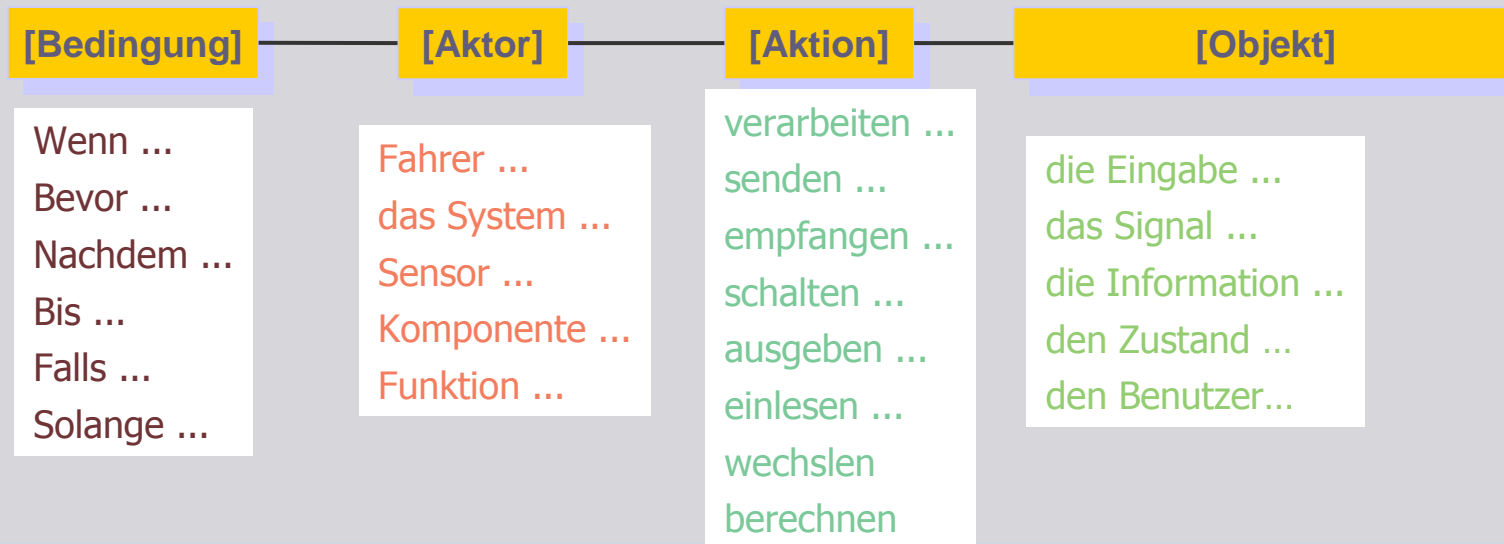 [Bedingung]
[Aktor]
[Aktion]
[Objekt]
Wenn ...
Bevor ...
Nachdem ...
Bis ...
Falls ...
Solange ...
Fahrer ...
das System ...
Sensor ...
Komponente ...
Funktion ...
verarbeiten ...
senden ...
empfangen ...
schalten ...
ausgeben ...
einlesen ...
wechslen
berechnen
die Eingabe ...
das Signal ...
die Information ...
den Zustand ...
den Benutzer...